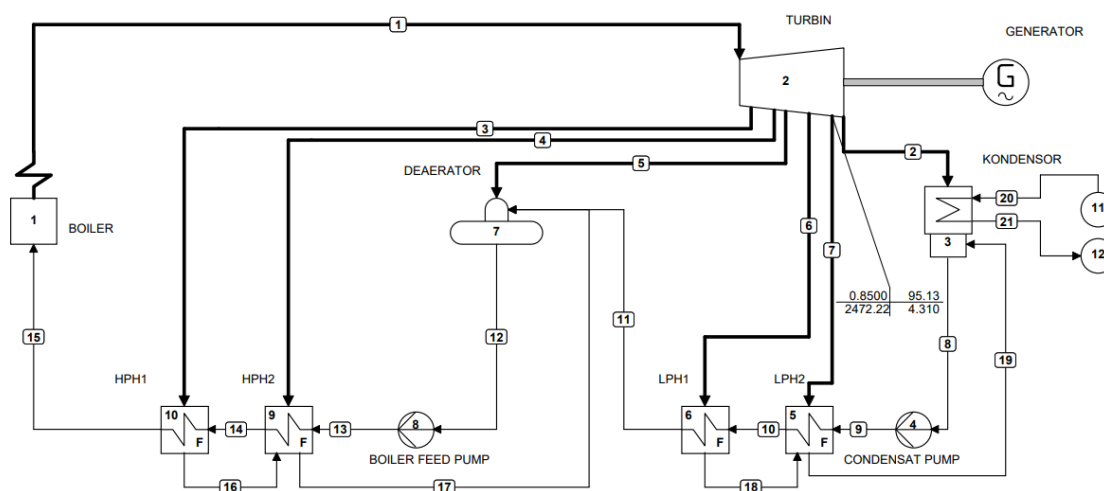 TURBIN
1
GENERATOR
2
G
3
4
2
DEAERATOR
5
KONDENSOR
1
BOILER
20
11
21
6
7
7
3
12
0.8500 95.13
2472.22 4.310
11
15
12
8
19
HPH1
HPH2
LPH1
LPH2
10
F
14
9
F
13
8
6
F
10
5
F
9
4
BOILER FEED PUMP
CONDENSAT PUMP
16
17
18